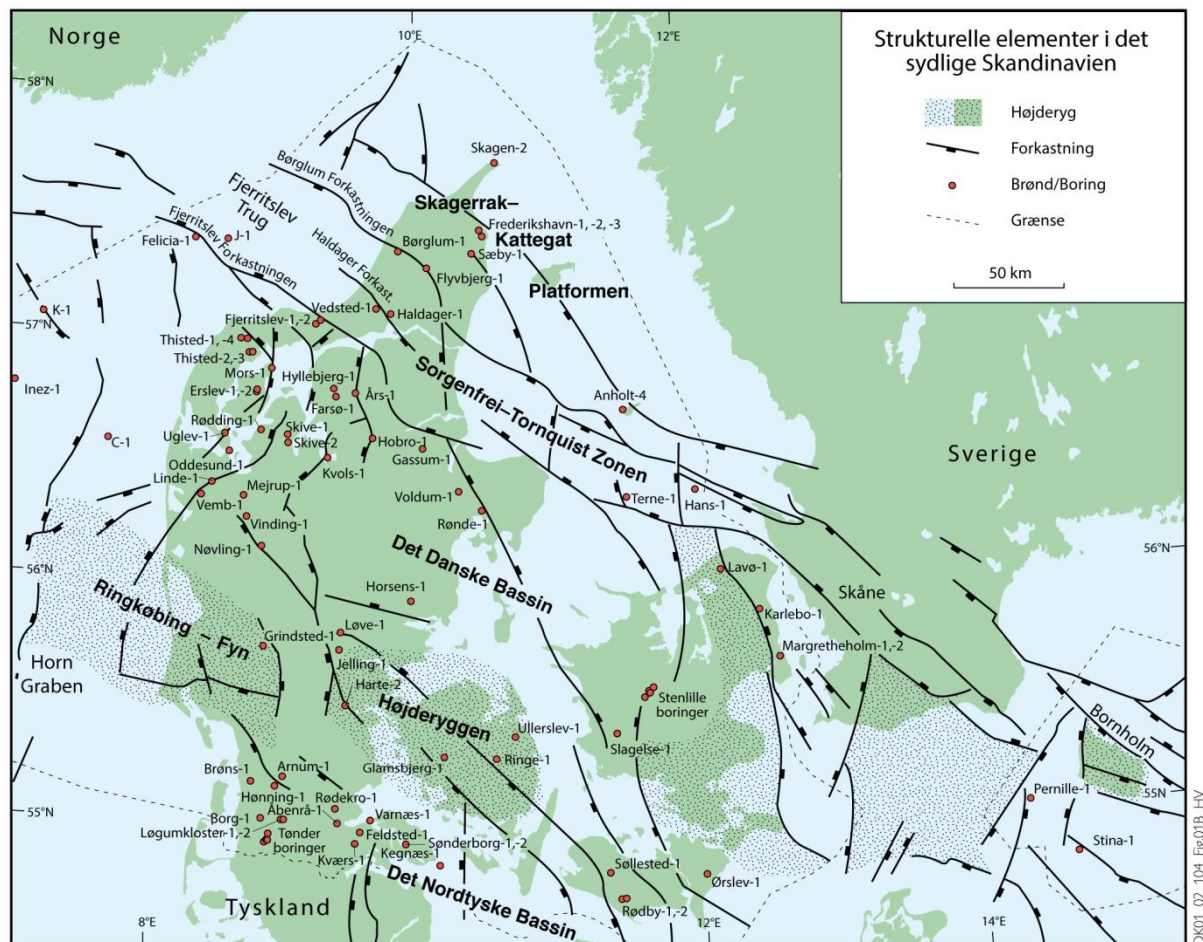 Norge
10°E
12°E
Strukturelle elementer i det
sydlige Skandinavien
Højderyg
Forkastning
Brønd/Boring
Grænse
50 km
58°N
Skagen-2
Børglum Forkastningen
Fjerritslev
Trug
Skagerrak–
Kattegat
Platformen
Frederikshavn-1, -2, -3
Fjerritslev Forkastningen
Felicia-1
J-1
Børglum-1
Sæby-1
Flyvbjerg-1
Haldager Forkast.
K-1
57°N
Vedsted-1
Haldager-1
Fjerritslev-1,-2
Thisted-1, -4
Thisted-2,-3
Mors-1
Inez-1
Erslev-1,-2
Hyllebjerg-1
Års-1
Farsø-1
Sorgenfrei–Tornquist Zonen
Anholt-4
Rødding-1
Uglev-1
Skive-1
Skive-2
C-1
Hobro-1
Gassum-1
Sverige
Oddesund-1
Kvols-1
Linde-1
Mejrup-1
Vemb-1
Voldum-1
Terne-1
Hans-1
Vinding-1
Rønde-1
Nøvling-1
Det Danske Bassin
56°N
56°N
Lavø-1
Skåne
Ringkøbing – Fyn
Højderyggen
Horsens-1
Karlebo-1
Grindsted-1
Løve-1
Margretheholm-1,-2
Horn
Graben
Jelling-1
Harte-2
Stenlille
boringer
Ullerslev-1
Slagelse-1
Bornholm
Glamsbjerg-1
Ringe-1
Brøns-1
Arnum-1
Hønning-1
Rødekro-1
Pernille-1
55N
55°N
Borg-1
Åbenrå-1
Varnæs-1
Løgumkloster-1,-2
Tønder
boringer
Feldsted-1
Sønderborg-1,-2
Stina-1
Kværs-1
Kegnæs-1
Søllested-1
Ørslev-1
Det Nordtyske Bassin
Rødby-1,-2
Tyskland
8°E
12°E
14°E
DK01_02_104_Fig.01B_HV